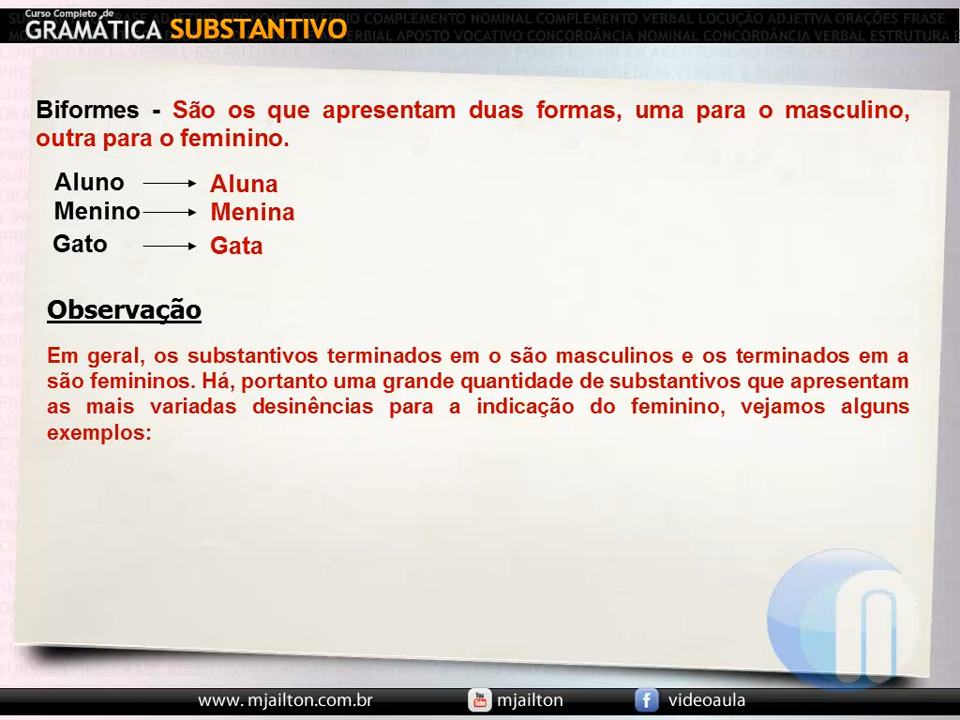 Curso Completo de
GRAMÁTICA SUBSTANTIVO
Biformes - São os que apresentam duas formas, uma para o masculino,
outra para o feminino.
Aluno Aluna
Menino Menina
Gato Gata
Observação
Em geral, os substantivos terminados em o são masculinos e os terminados em a
são femininos. Há, portanto uma grande quantidade de substantivos que apresentam
as mais variadas desinências para a indicação do feminino, vejamos alguns
exemplos:
www. mjailton.com.br mjailton videoaula